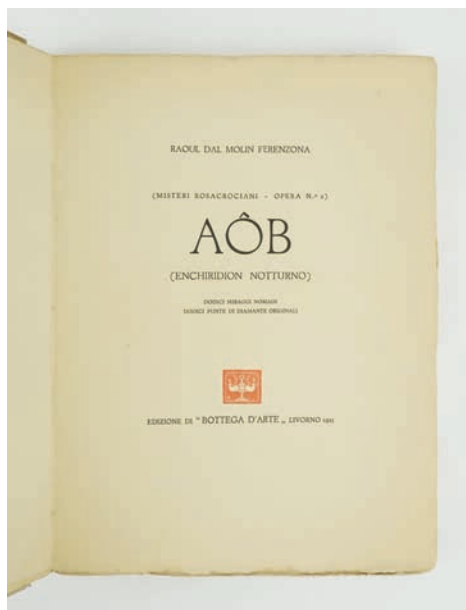 RAOUL DAL MOLIN FERENZONA
(MISTERI ROSACROCIANI - OPERA N.º 2)
AÔB
(ENCHIRIDION NOTTURNO)
DODICI MIRAGGI NOMADI
DODICI PUNTE DI DIAMANTE ORIGINALI
EDIZIONE DI " BOTTEGA D'ARTE „ LIVORNO 1923